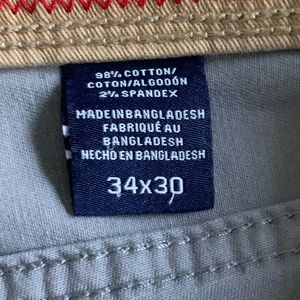 98% COTTON/
COTON/ALGODÓN
2% SPANDEX
MADE IN BANGLADESH
FABRIQUÉ AU
BANGLADESH
HECHO EN BANGLADESH
34x30